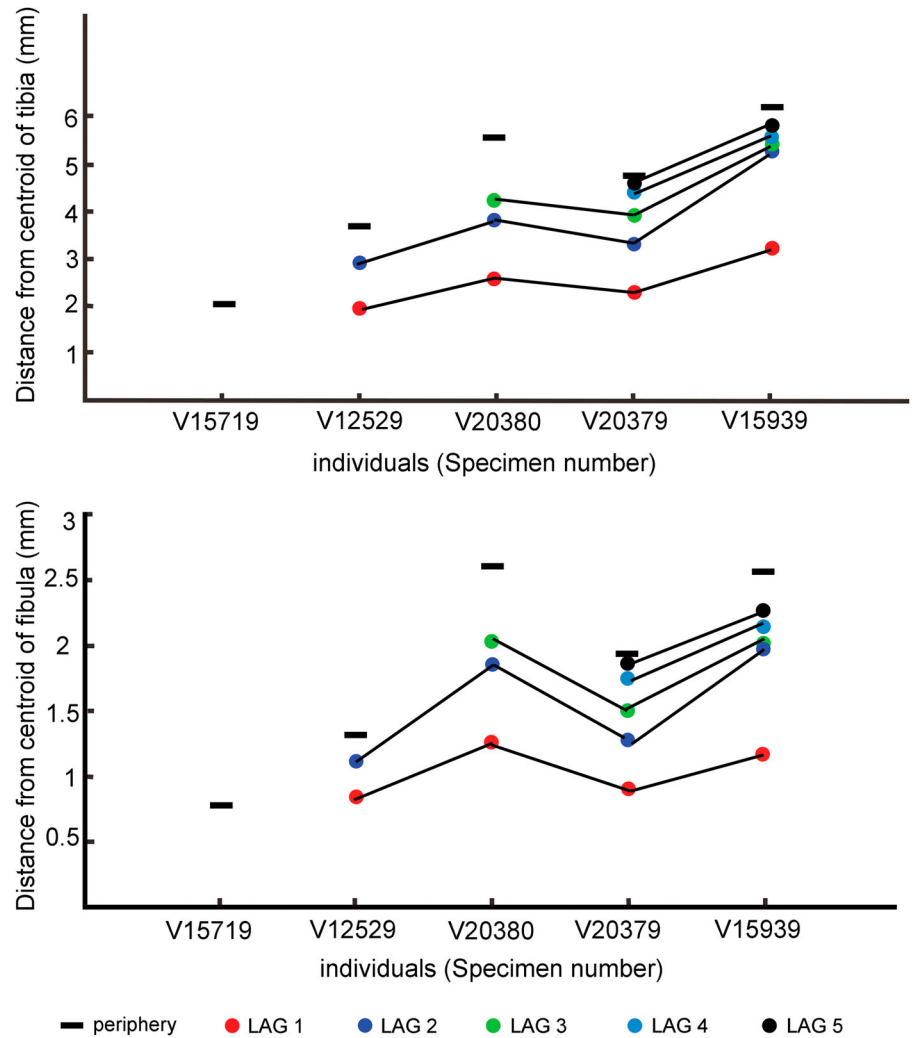 Distance from centroid of tibia (mm)
6
5
4
3
2
1
V15719 V12529 V20380 V20379 V15939
individuals (Specimen number)
Distance from centroid of fibula (mm)
3
2.5
2
1.5
1
0.5
V15719 V12529 V20380 V20379 V15939
individuals (Specimen number)
periphery LAG 1 LAG 2 LAG 3 LAG 4 LAG 5